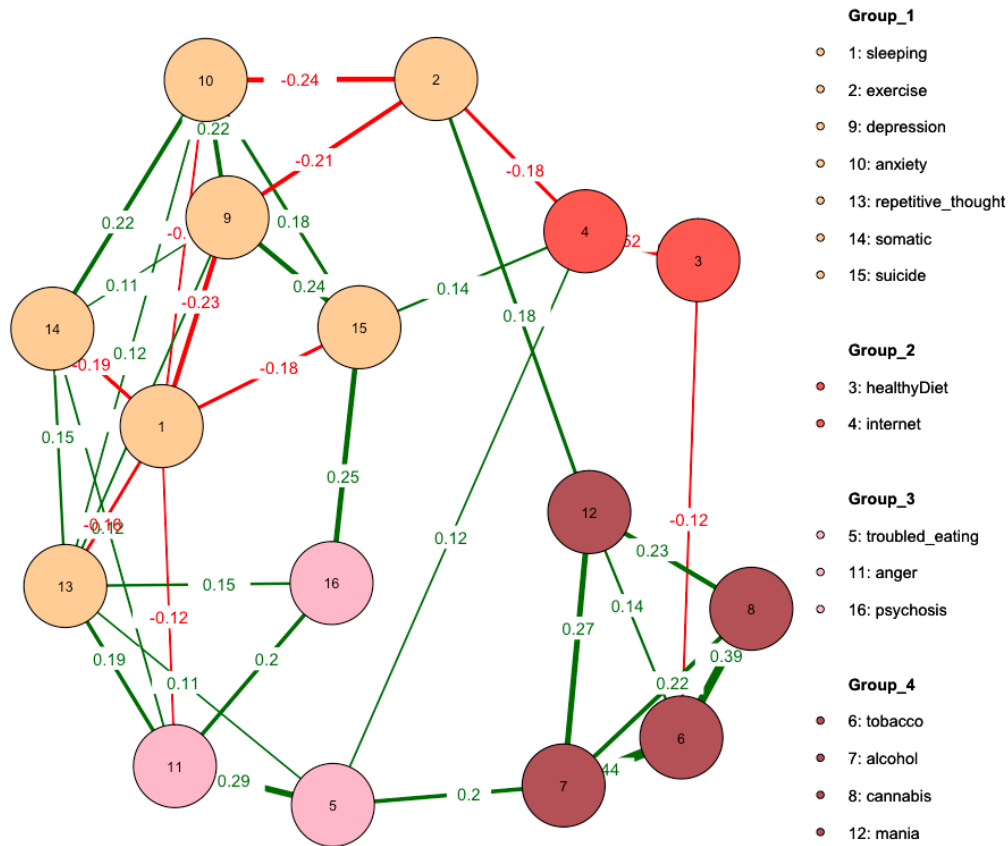 Group_1
1: sleeping
2: exercise
9: depression
10: anxiety
13: repetitive_thought
14: somatic
15: suicide
Group_2
3: healthyDiet
4: internet
Group_3
5: troubled_eating
11: anger
16: psychosis
Group_4
6: tobacco
7: alcohol
8: cannabis
12: mania
10
-0.24
2
0.22
-0.21
-0.18
9
0.22
0.18
4
3
0.11
-0.23
0.24
0.14
14
15
0.18
0.12
-0.19
-0.18
1
0.15
0.25
12
-0.12
0.12
0.23
13
0.15
16
0.14
8
-0.12
0.27
0.19
0.2
0.39
0.11
0.22
11
6
0.29
5
0.2
7